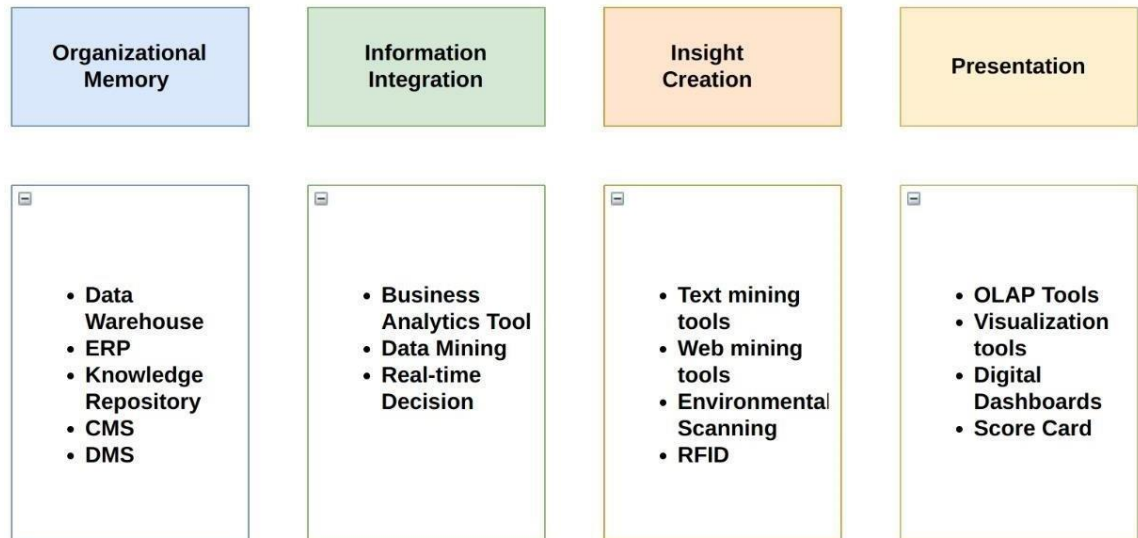 Organizational
Memory
Information
Integration
Insight
Creation
Presentation
• Data
Warehouse
• ERP
• Knowledge
Repository
• CMS
• DMS
• Business
Analytics Tool
• Data Mining
• Real-time
Decision
• Text mining
tools
• Web mining
tools
• Environmental
Scanning
• RFID
• OLAP Tools
• Visualization
tools
• Digital
Dashboards
• Score Card